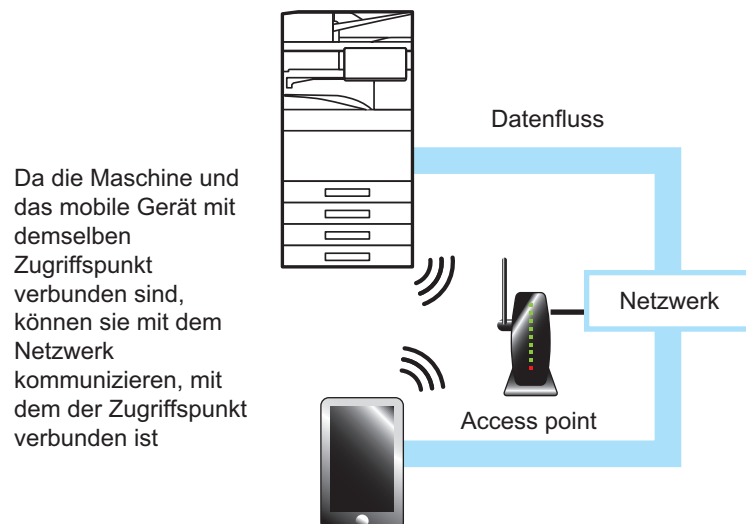 Datenfluss
Da die Maschine und
das mobile Gerät mit
demselben
Zugriffspunkt
verbunden sind,
können sie mit dem
Netzwerk
kommunizieren, mit
dem der Zugriffspunkt
verbunden ist
Netzwerk
Access point